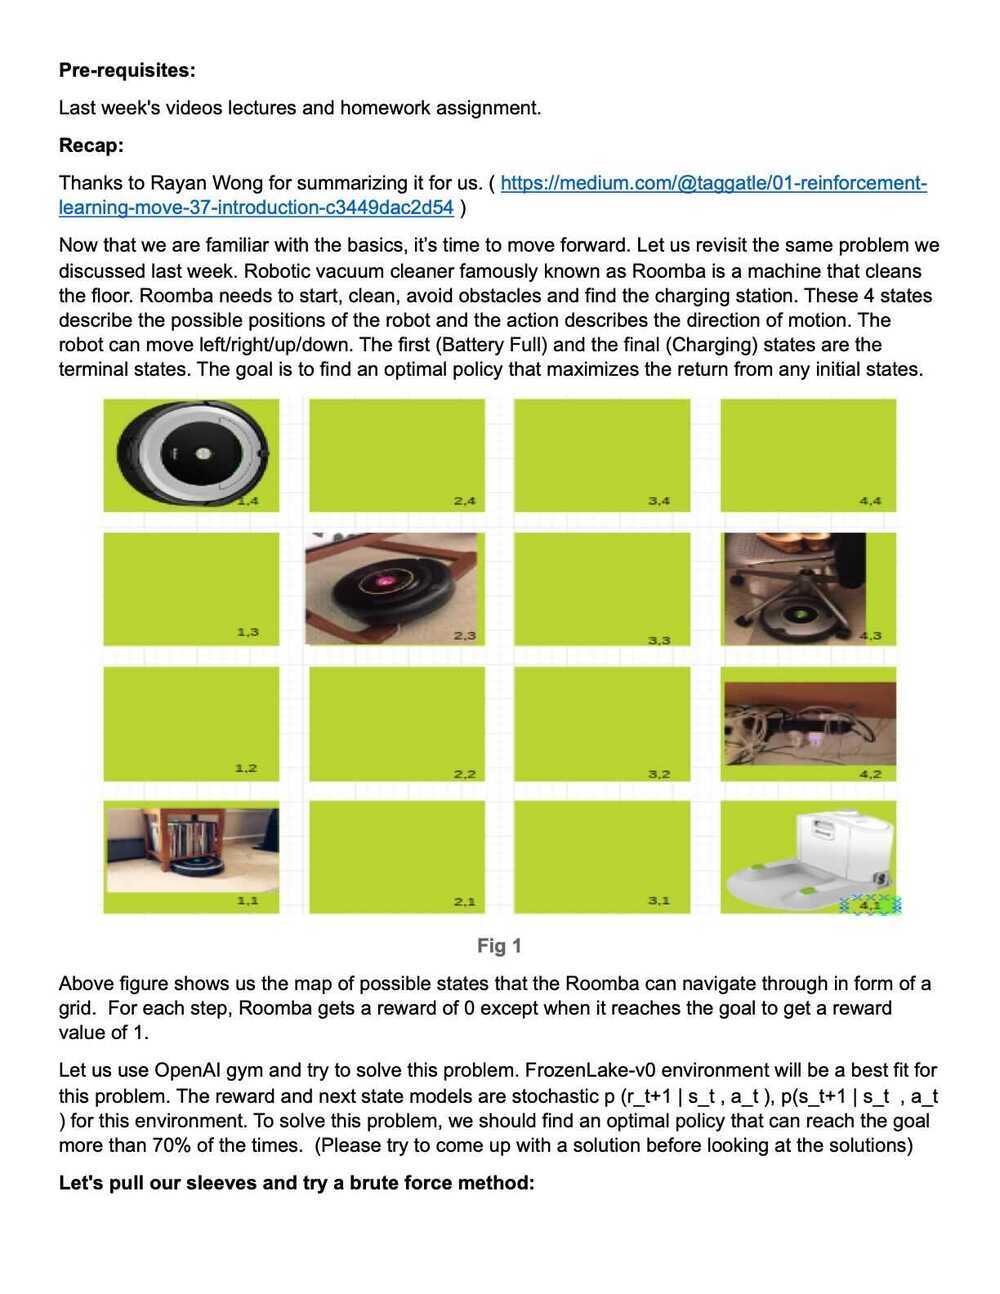 Pre-requisites:
Last week's videos lectures and homework assignment.
Recap:
Thanks to Rayan Wong for summarizing it for us. ( https://medium.com/@taggatle/01-reinforcement-
learning-move-37-introduction-c3449dac2d54 )
Now that we are familiar with the basics, it's time to move forward. Let us revisit the same problem we
discussed last week. Robotic vacuum cleaner famously known as Roomba is a machine that cleans
the floor. Roomba needs to start, clean, avoid obstacles and find the charging station. These 4 states
describe the possible positions of the robot and the action describes the direction of motion. The
robot can move left/right/up/down. The first (Battery Full) and the final (Charging) states are the
terminal states. The goal is to find an optimal policy that maximizes the return from any initial states.
1,4 2,4 3,4 4,4
1,3 2,3 3,3 4,3
1,2 2,2 3,2 4,2
1,1 2,1 3,1 4,1
Fig 1
Above figure shows us the map of possible states that the Roomba can navigate through in form of a
grid.  For each step, Roomba gets a reward of 0 except when it reaches the goal to get a reward
value of 1.
Let us use OpenAI gym and try to solve this problem. FrozenLake-v0 environment will be a best fit for
this problem. The reward and next state models are stochastic p (r_t+1 | s_t , a_t ), p(s_t+1 | s_t  , a_t
) for this environment. To solve this problem, we should find an optimal policy that can reach the goal
more than 70% of the times.  (Please try to come up with a solution before looking at the solutions)
Let's pull our sleeves and try a brute force method: